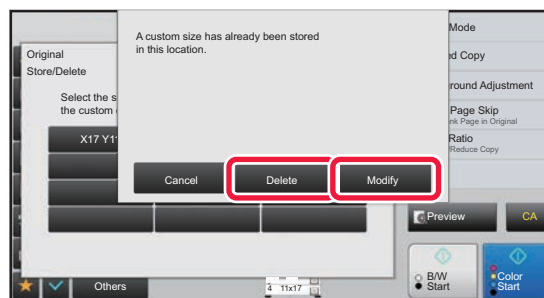 A custom size has already been stored
in this location.
Original
Store/Delete
Select the s
the custom
X17 Y1
Cancel
Delete
Modify
Mode
d Copy
round Adjustment
Page Skip
nk Page in Original
Ratio
/Reduce Copy
Preview
CA
Others
4 11x17
B/W
Start
Color
Start